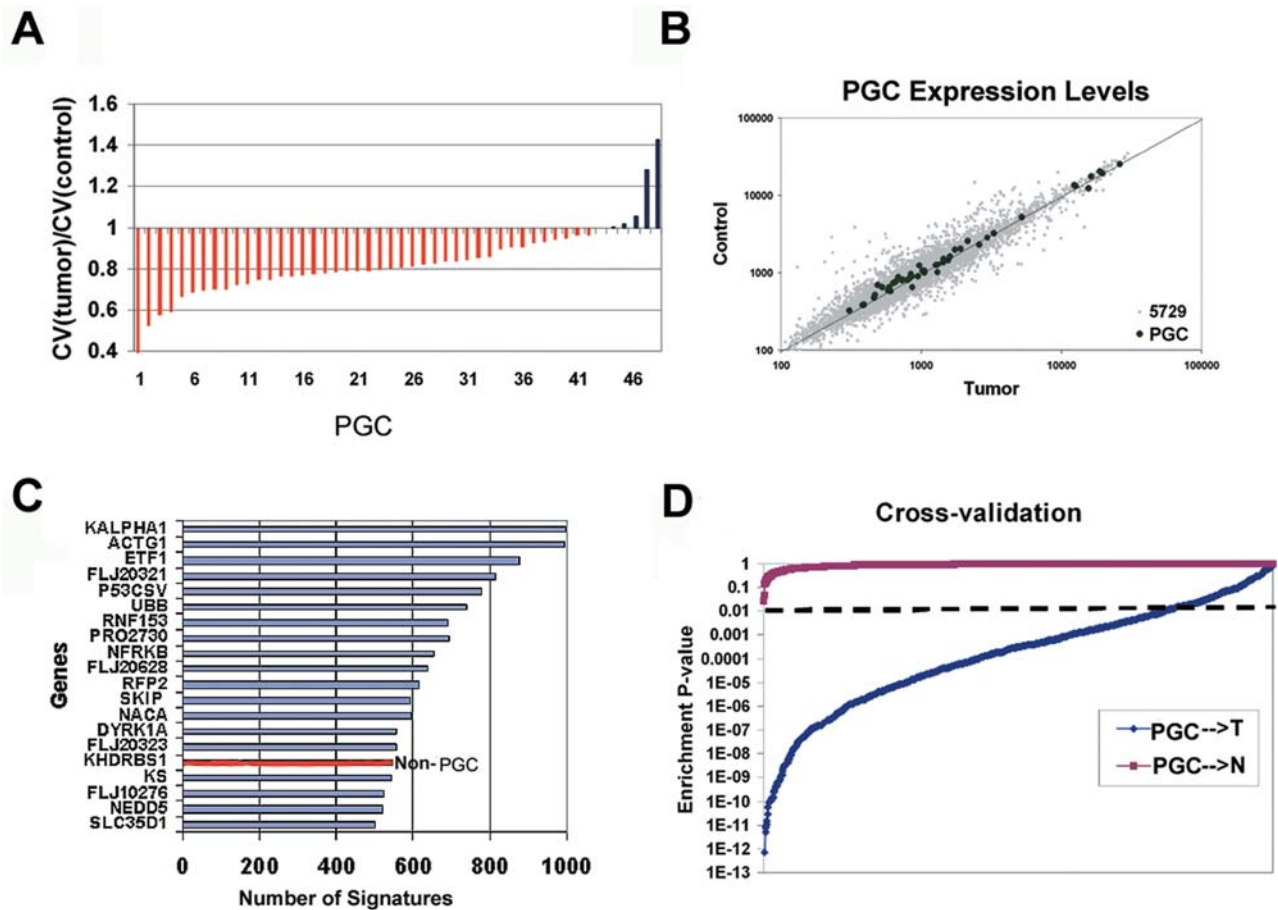 A
CV(tumor)/CV(control)
1.6
1.4
1.2
1
0.8
0.6
0.4
1 6 11 16 21 26 31 36 41 46
PGC
B
PGC Expression Levels
Control
100000
10000
1000
100
5729
PGC
100 1000 10000 100000
Tumor
C
Genes
KALPHA1
ACTG1
ETF1
FLJ20321
P53CSV
UBB
RNF153
PRO2730
NFRKB
FLJ20628
RFP2
SKIP
NACA
DYRK1A
FLJ20323
KHDRBS1
Non-PGC
KS
FLJ10276
NEDD5
SLC35D1
0 200 400 600 800 1000
Number of Signatures
D
Cross-validation
Enrichment P-value
1
0.1
0.01
0.001
0.0001
1E-05
1E-06
1E-07
1E-08
1E-09
1E-10
1E-11
1E-12
1E-13
PGC-->T
PGC-->N